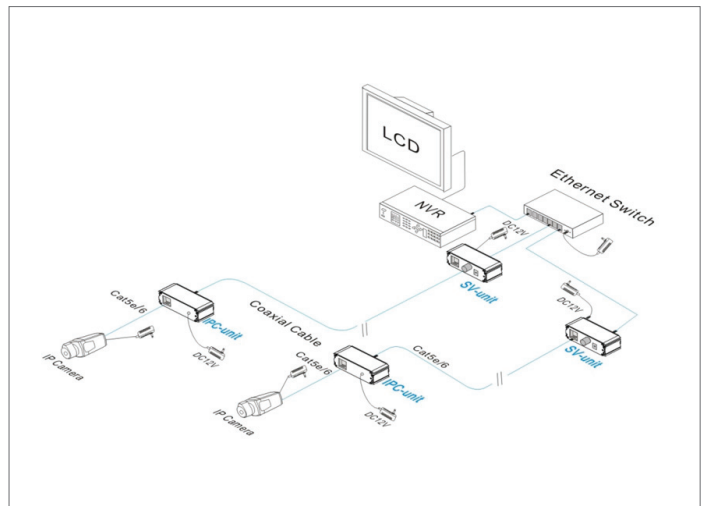 LCD
Ethernet Switch
NVR
DC12V
SV-unit
Cat5e/6
IPC-unit
Coaxial Cable
DC12V
IP Camera
DC12V
SV-unit
Cat5e/6
Cat5e/6
IPC-unit
DC12V
IP Camera